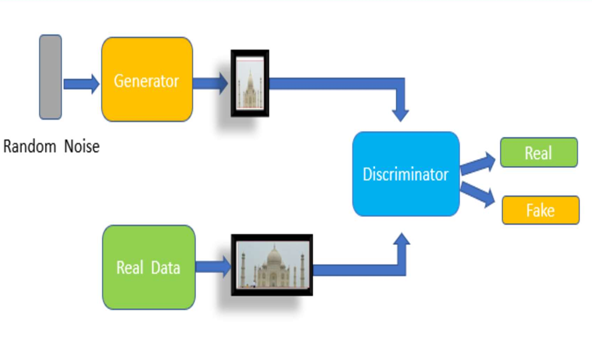 Generator
Random Noise
Discriminator
Real
Fake
Real Data